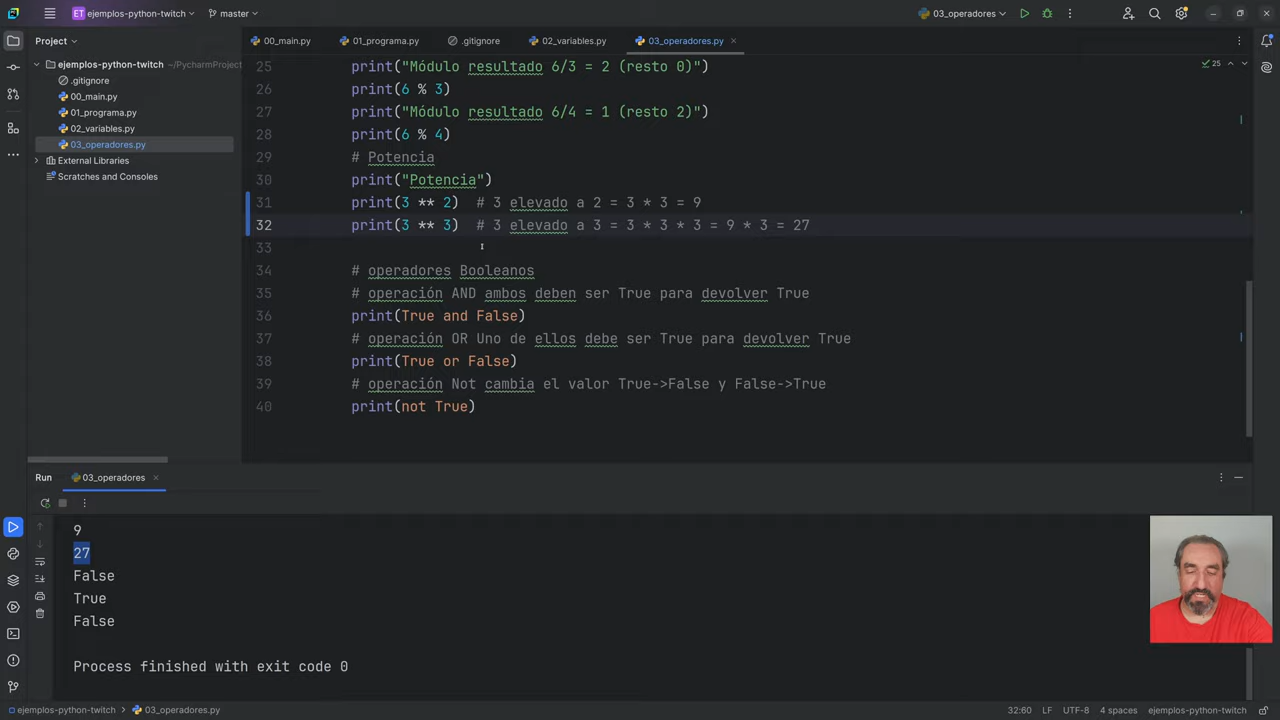 ET ejemplos-python-twitch master 03_operadores
Project 00_main.py 01_programa.py .gitignore 02_variables.py 03_operadores.py
ejemplos-python-twitch ~/PycharmProject
.gitignore
00_main.py
01_programa.py
02_variables.py
03_operadores.py
External Libraries
Scratches and Consoles
25 print("Módulo resultado 6/3 = 2 (resto 0)")
25
26 print(6 % 3)
27 print("Módulo resultado 6/4 = 1 (resto 2)")
28 print(6 % 4)
29 # Potencia
30 print("Potencia")
31 print(3 ** 2)  # 3 elevado a 2 = 3 * 3 = 9
32 print(3 ** 3)  # 3 elevado a 3 = 3 * 3 * 3 = 9 * 3 = 27
33
34 # operadores Booleanos
35 # operación AND ambos deben ser True para devolver True
36 print(True and False)
37 # operación OR Uno de ellos debe ser True para devolver True
38 print(True or False)
39 # operación Not cambia el valor True->False y False->True
40 print(not True)
Run 03_operadores
9
27
False
True
False
Process finished with exit code 0
ejemplos-python-twitch 03_operadores.py 32:60 LF UTF-8 4 spaces ejemplos-python-twitch